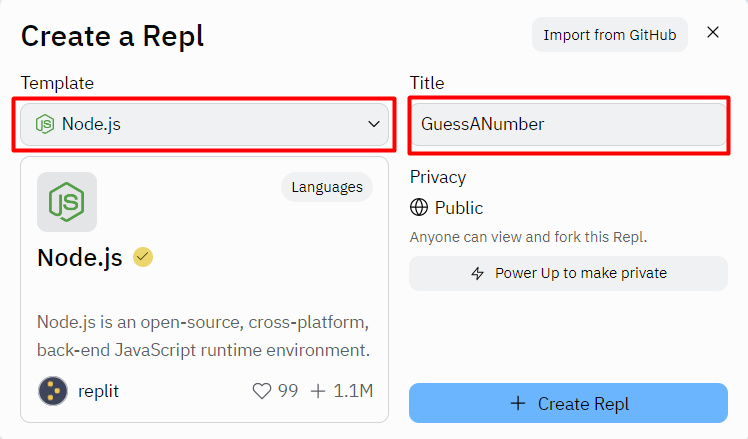 Create a Repl
Import from GitHub
Template
Title
Node.js
GuessANumber
Languages
Node.js
Node.js is an open-source, cross-platform,
back-end JavaScript runtime environment.
replit
99
1.1M
Privacy
Public
Anyone can view and fork this Repl.
Power Up to make private
+ Create Repl